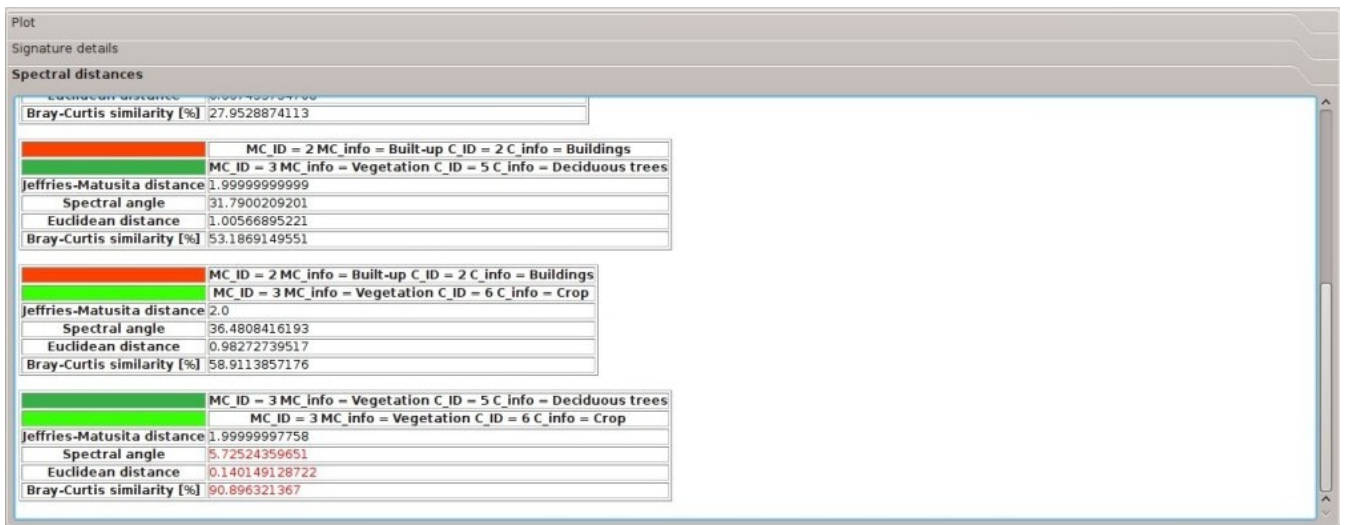 Plot
Signature details
Spectral distances
Bray-Curtis similarity [%] 27.9528874113
MC_ID = 2 MC_info = Built-up C_ID = 2 C_info = Buildings
MC_ID = 3 MC_info = Vegetation C_ID = 5 C_info = Deciduous trees
Jeffries-Matusita distance 1.99999999999
Spectral angle 31.7900209201
Euclidean distance 1.00566895221
Bray-Curtis similarity [%] 53.1869149551
MC_ID = 2 MC_info = Built-up C_ID = 2 C_info = Buildings
MC_ID = 3 MC_info = Vegetation C_ID = 6 C_info = Crop
Jeffries-Matusita distance 2.0
Spectral angle 36.4808416193
Euclidean distance 0.98272739517
Bray-Curtis similarity [%] 58.9113857176
MC_ID = 3 MC_info = Vegetation C_ID = 5 C_info = Deciduous trees
MC_ID = 3 MC_info = Vegetation C_ID = 6 C_info = Crop
Jeffries-Matusita distance 1.99999997758
Spectral angle 5.72524359651
Euclidean distance 0.140149128722
Bray-Curtis similarity [%] 90.896321367